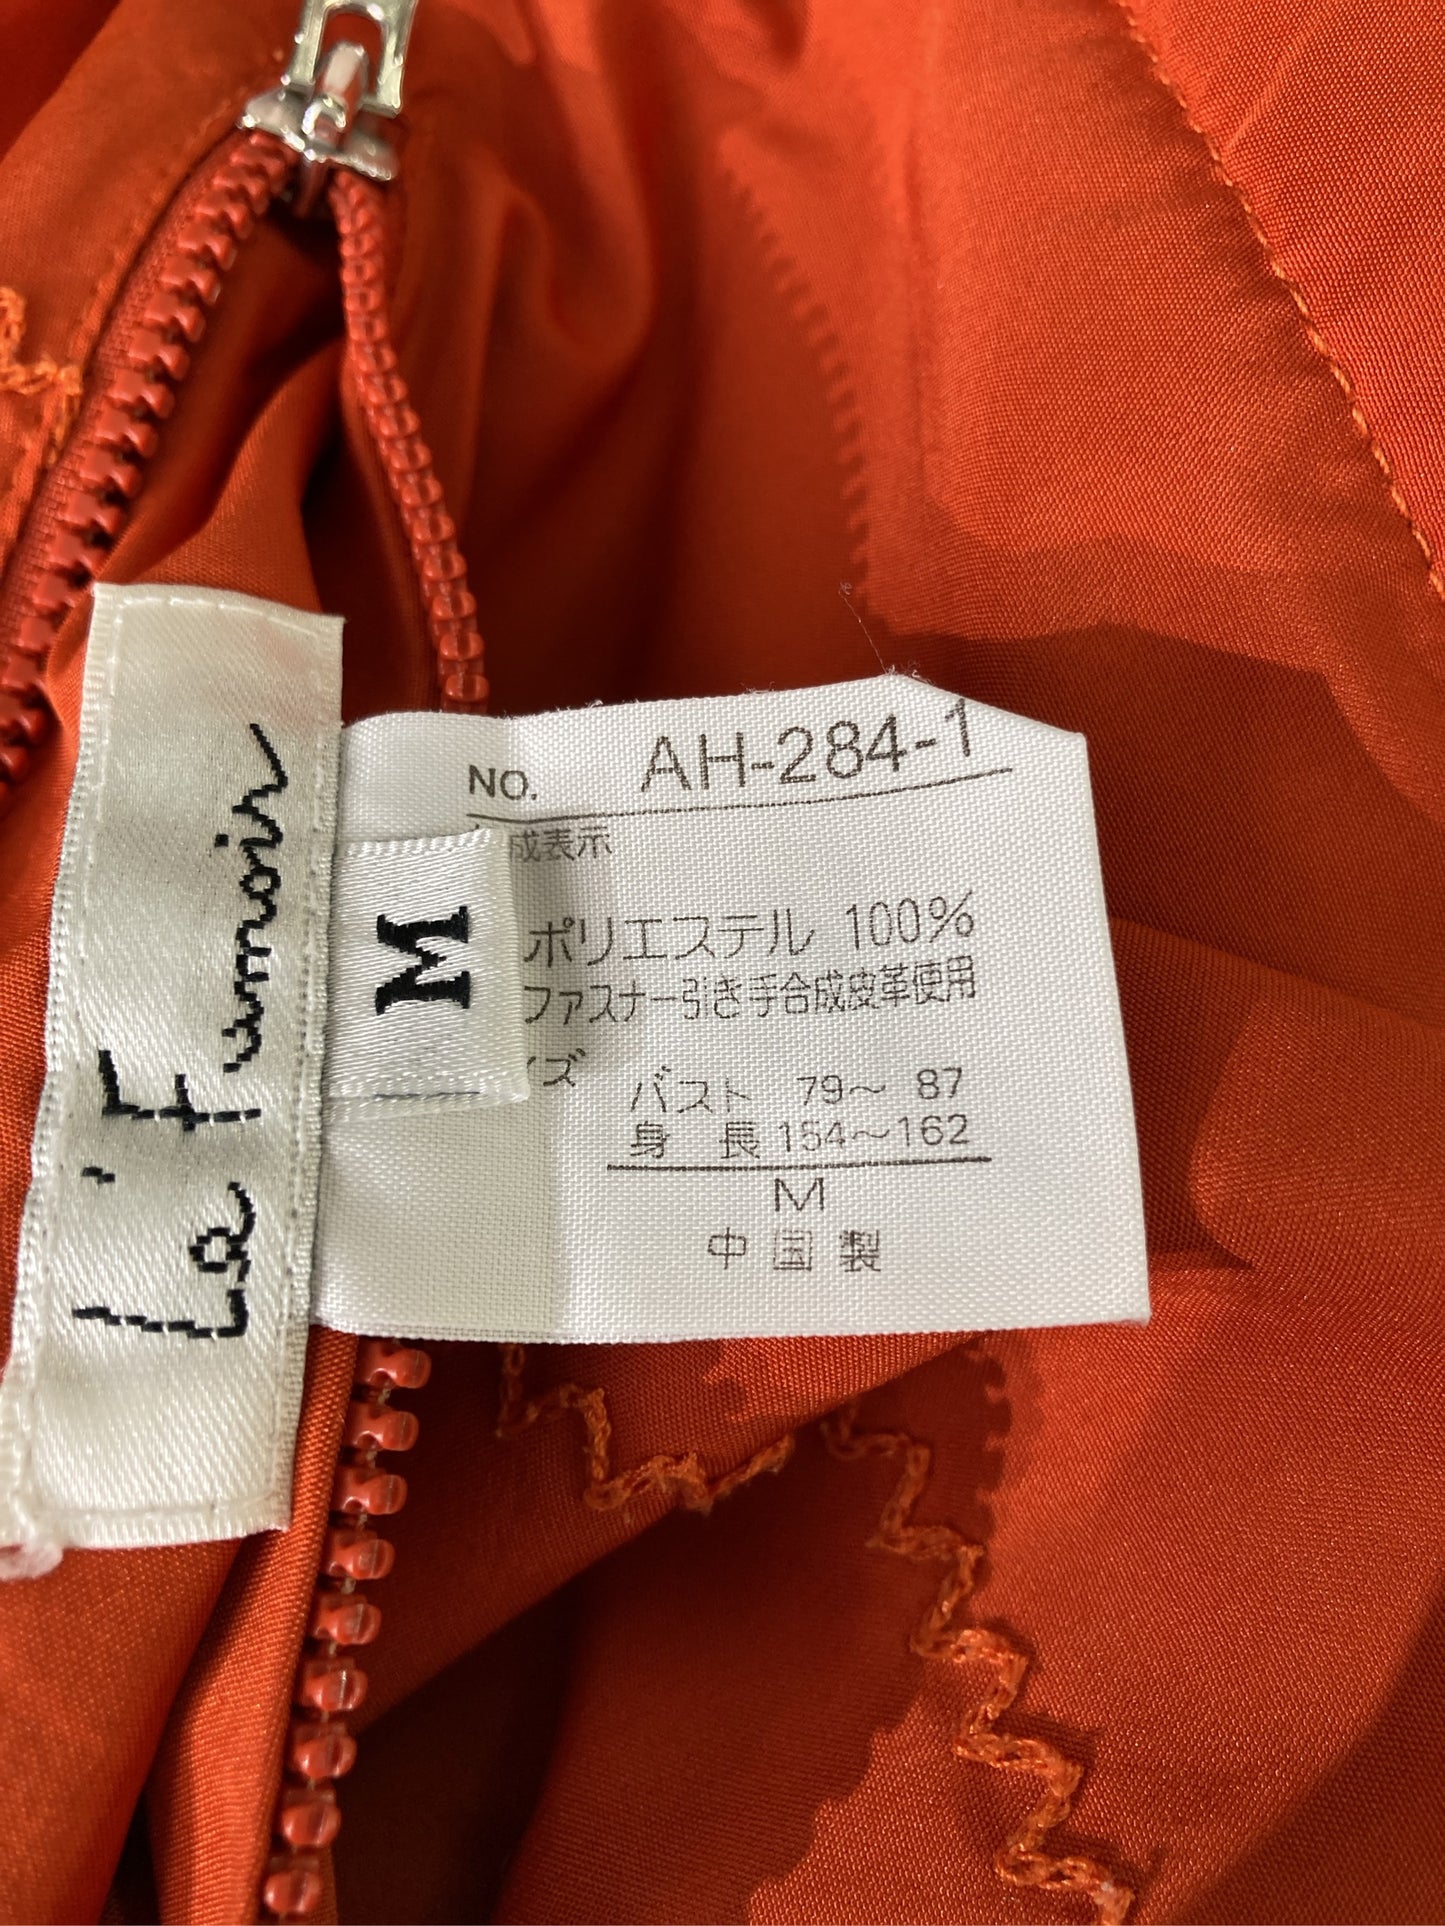 La' Fumoir
M
NO. AH-284-1
成表示
ポリエステル 100%
ファスナー引き手合成皮革使用
イズ
バスト 79～ 87
身 長 154～162
M
中 国 製